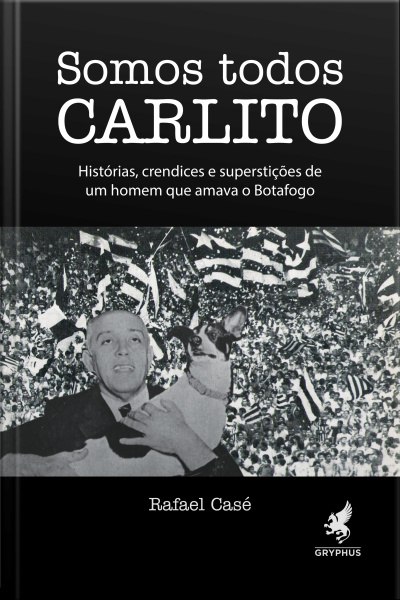 Somos todos
CARLITO
Histórias, crendices e superstições de
um homem que amava o Botafogo
Rafael Casé
GRYPHUS